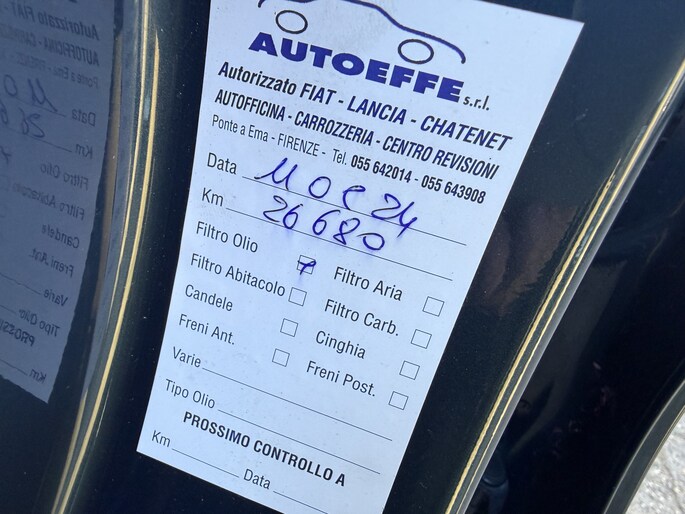 AUTOEFFE s.r.l.
Autorizzato FIAT - LANCIA - CHATENET
AUTOFFICINA - CARROZZERIA - CENTRO REVISIONI
Ponte a Ema - FIRENZE - Tel. 055 642014 - 055 643908
Data 24
Km 26680
Filtro Olio Filtro Aria
Filtro Abitacolo Filtro Carb.
Candele Cinghia
Freni Ant. Freni Post.
Varie
Tipo Olio
PROSSIMO CONTROLLO A
Km Data